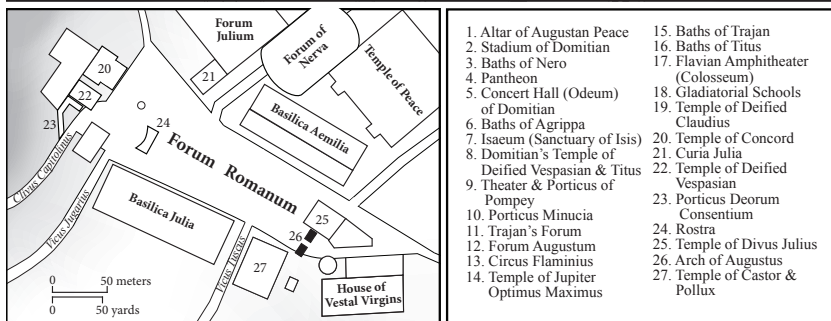 Forum
Julium
Forum of
Nerva
Temple of Peace
20
21
22
23
24
Basilica Aemilia
Forum Romanum
Clivus Capitolinus
Vicus Jugarius
Basilica Julia
25
26
Vicus Tuscus
27
House of
Vestal Virgins
0 50 meters
0 50 yards
1. Altar of Augustan Peace
2. Stadium of Domitian
3. Baths of Nero
4. Pantheon
5. Concert Hall (Odeum)
of Domitian
6. Baths of Agrippa
7. Isaeum (Sanctuary of Isis)
8. Domitian’s Temple of
Deified Vespasian & Titus
9. Theater & Porticus of
Pompey
10. Porticus Minucia
11. Trajan’s Forum
12. Forum Augustum
13. Circus Flaminius
14. Temple of Jupiter
Optimus Maximus
15. Baths of Trajan
16. Baths of Titus
17. Flavian Amphitheater
(Colosseum)
18. Gladiatorial Schools
19. Temple of Deified
Claudius
20. Temple of Concord
21. Curia Julia
22. Temple of Deified
Vespasian
23. Porticus Deorum
Consentium
24. Rostra
25. Temple of Divus Julius
26. Arch of Augustus
27. Temple of Castor &
Pollux